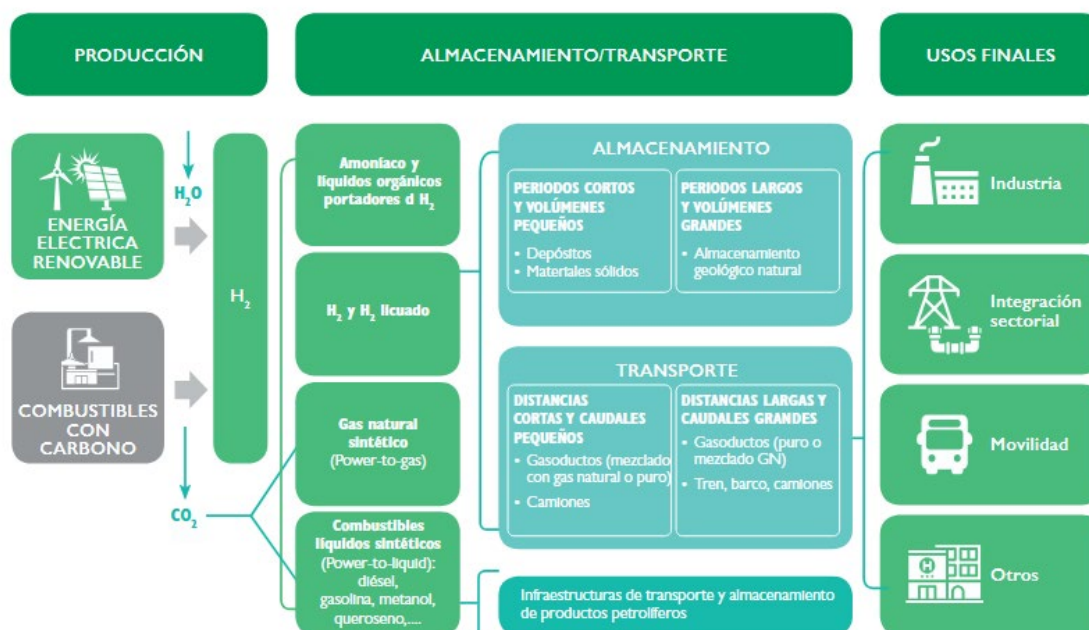 PRODUCCIÓN
ALMACENAMIENTO/TRANSPORTE
USOS FINALES
H₂O
ENERGÍA
ELECTRICA
RENOVABLE
COMBUSTIBLES
CON
CARBONO
CO₂
H₂
Amoníaco y
líquidos orgánicos
portadores d H₂
H₂ y H₂ licuado
Gas natural
sintético
(Power-to-gas)
Combustibles
líquidos sintéticos
(Power-to-liquid):
diésel,
gasolina, metanol,
queroseno,....
ALMACENAMIENTO
PERIODOS CORTOS
Y VOLÚMENES
PEQUEÑOS
• Depósitos
• Materiales sólidos
PERIODOS LARGOS
Y VOLÚMENES
GRANDES
• Almacenamiento
geológico natural
TRANSPORTE
DISTANCIAS
CORTAS Y CAUDALES
PEQUEÑOS
• Gasoductos (mezclado
con gas natural o puro)
• Camiones
DISTANCIAS LARGAS Y
CAUDALES GRANDES
• Gasoductos (puro o
mezclado GN)
• Tren, barco, camiones
Infraestructuras de transporte y almacenamiento
de productos petrolíferos
Industria
Integración
sectorial
Movilidad
H
Otros